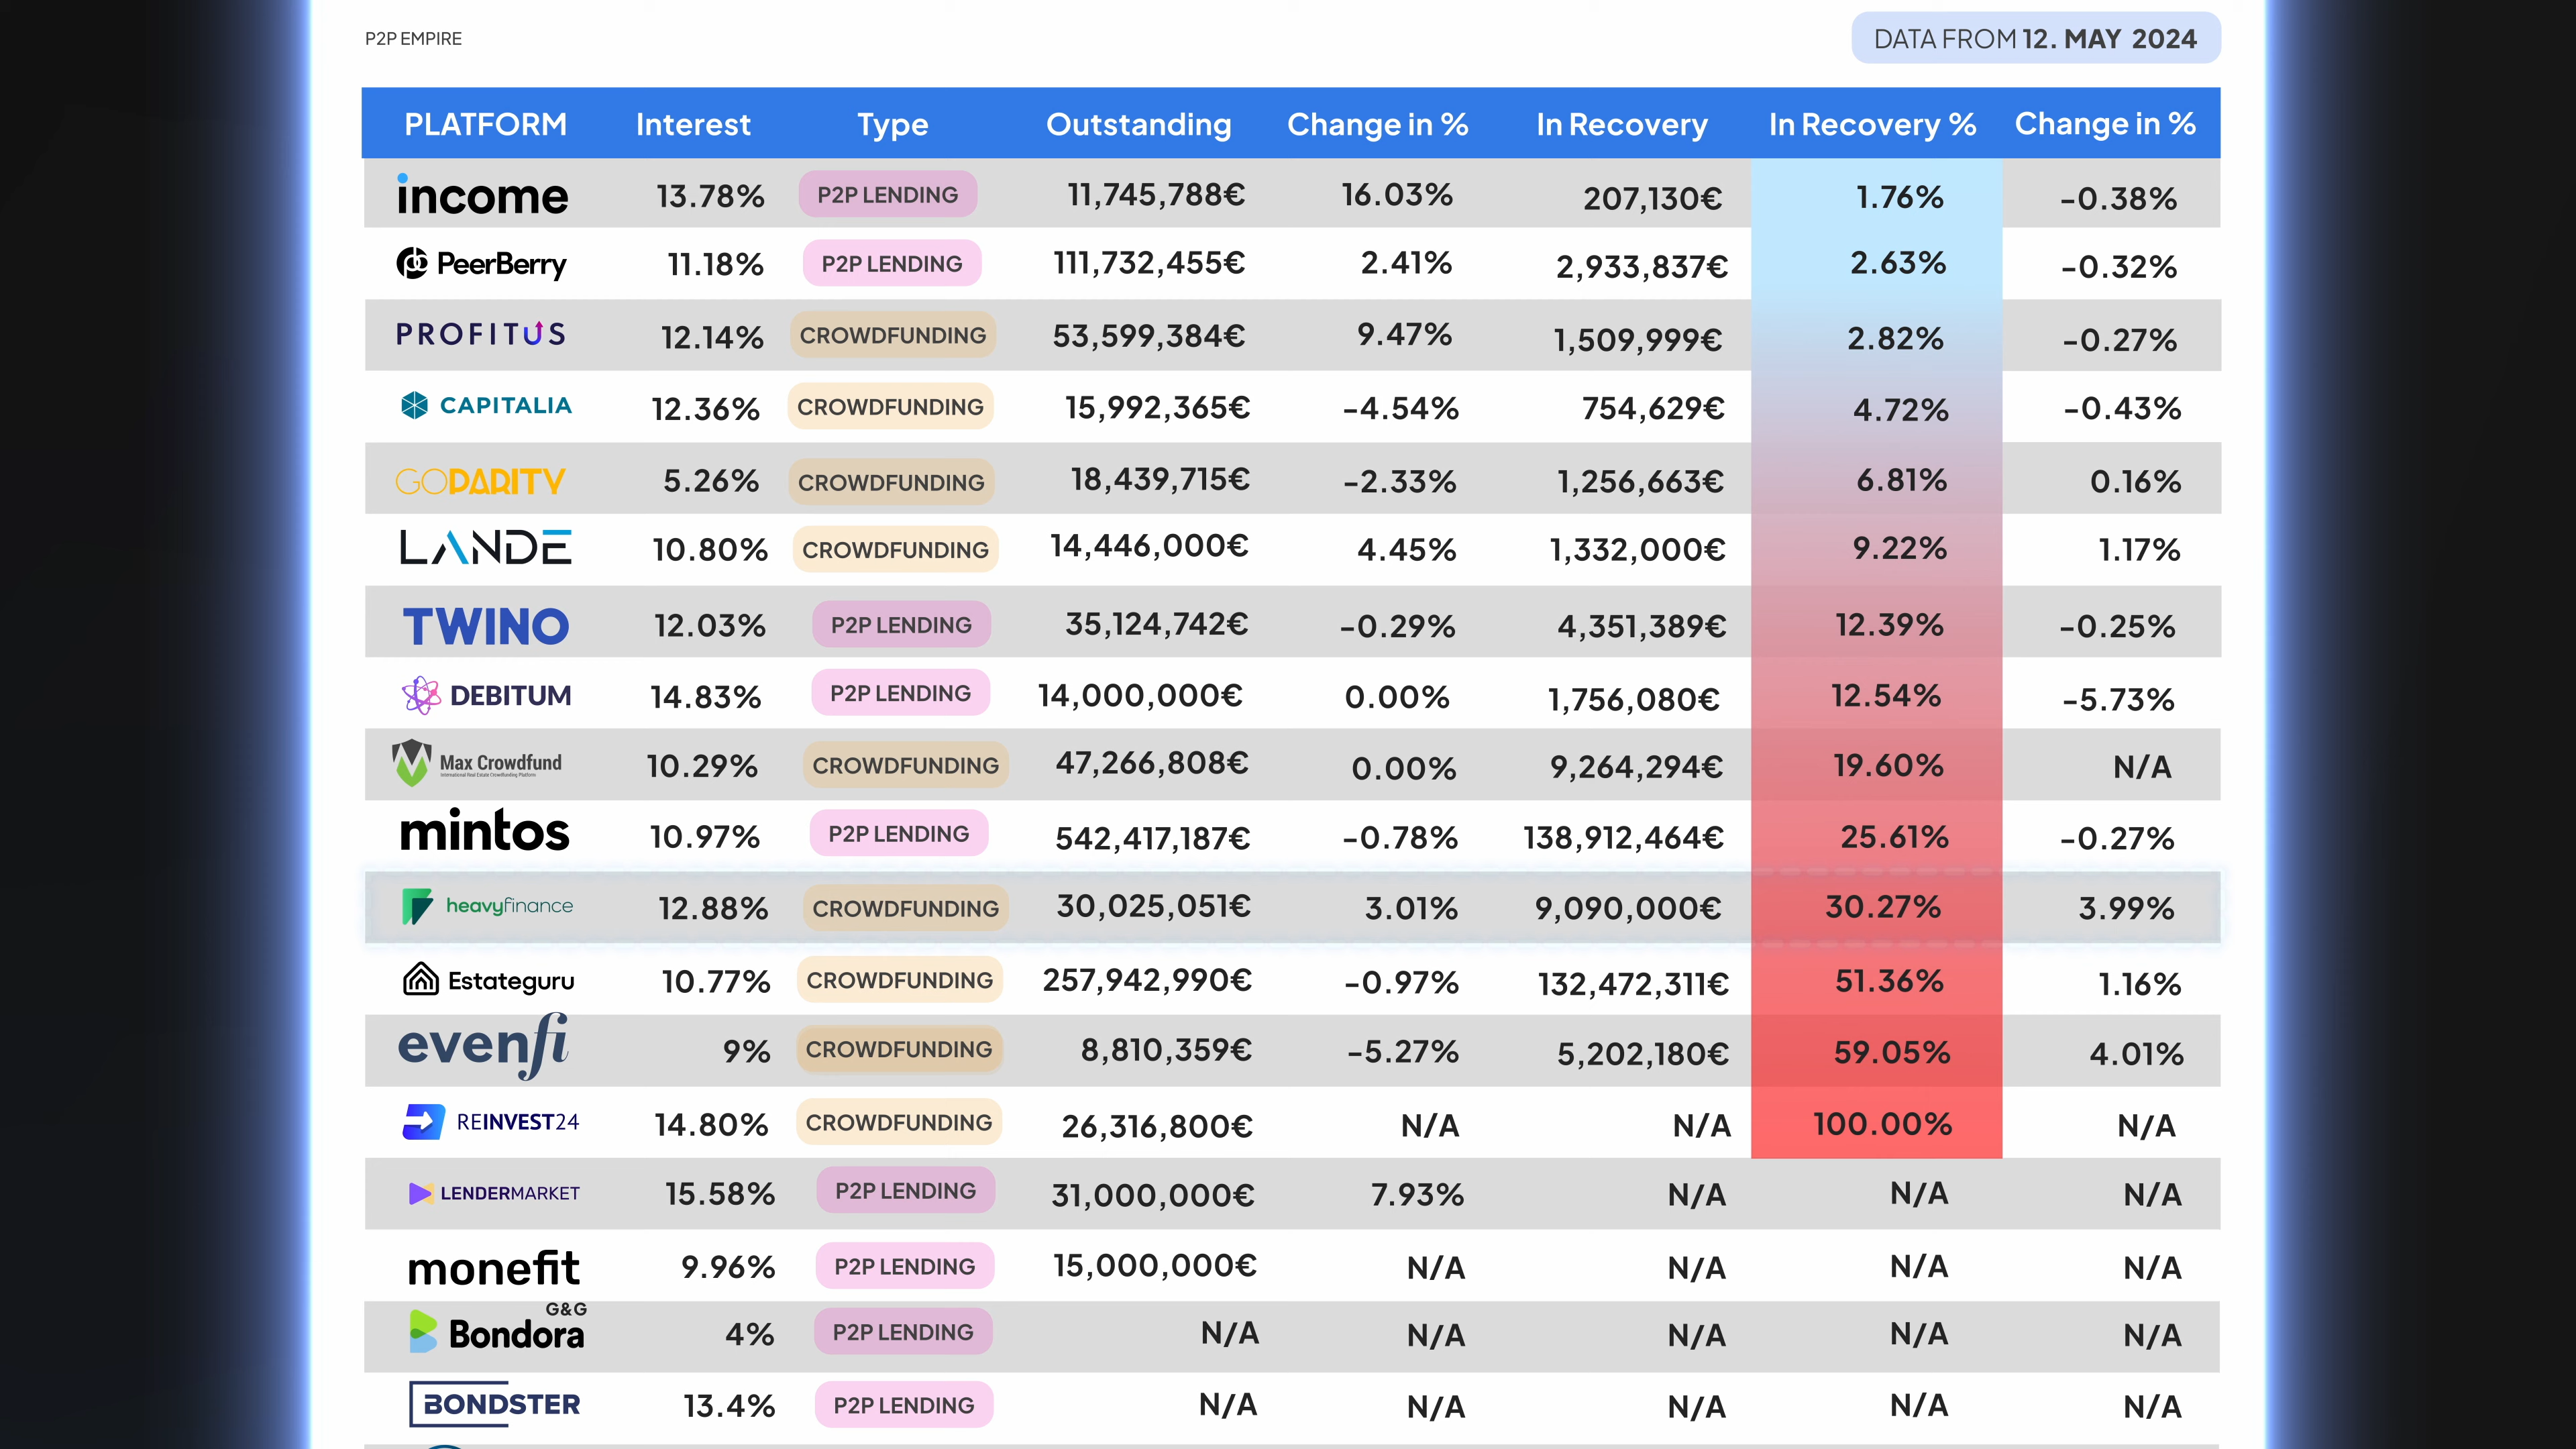 P2P EMPIRE
DATA FROM 12. MAY 2024
PLATFORM Interest Type Outstanding Change in % In Recovery In Recovery % Change in %
income 13.78% P2P LENDING 11,745,788€ 16.03% 207,130€ 1.76% -0.38%
PeerBerry 11.18% P2P LENDING 111,732,455€ 2.41% 2,933,837€ 2.63% -0.32%
PROFITUS 12.14% CROWDFUNDING 53,599,384€ 9.47% 1,509,999€ 2.82% -0.27%
CAPITALIA 12.36% CROWDFUNDING 15,992,365€ -4.54% 754,629€ 4.72% -0.43%
GOPARITY 5.26% CROWDFUNDING 18,439,715€ -2.33% 1,256,663€ 6.81% 0.16%
LANDE 10.80% CROWDFUNDING 14,446,000€ 4.45% 1,332,000€ 9.22% 1.17%
TWINO 12.03% P2P LENDING 35,124,742€ -0.29% 4,351,389€ 12.39% -0.25%
DEBITUM 14.83% P2P LENDING 14,000,000€ 0.00% 1,756,080€ 12.54% -5.73%
Max Crowdfund 10.29% CROWDFUNDING 47,266,808€ 0.00% 9,264,294€ 19.60% N/A
International Real Estate Crowdfunding Platform
mintos 10.97% P2P LENDING 542,417,187€ -0.78% 138,912,464€ 25.61% -0.27%
heavyfinance 12.88% CROWDFUNDING 30,025,051€ 3.01% 9,090,000€ 30.27% 3.99%
Estateguru 10.77% CROWDFUNDING 257,942,990€ -0.97% 132,472,311€ 51.36% 1.16%
evenfi 9% CROWDFUNDING 8,810,359€ -5.27% 5,202,180€ 59.05% 4.01%
REINVEST24 14.80% CROWDFUNDING 26,316,800€ N/A N/A 100.00% N/A
LENDERMARKET 15.58% P2P LENDING 31,000,000€ 7.93% N/A N/A N/A
monefit 9.96% P2P LENDING 15,000,000€ N/A N/A N/A N/A
G&G
Bondora 4% P2P LENDING N/A N/A N/A N/A N/A
BONDSTER 13.4% P2P LENDING N/A N/A N/A N/A N/A